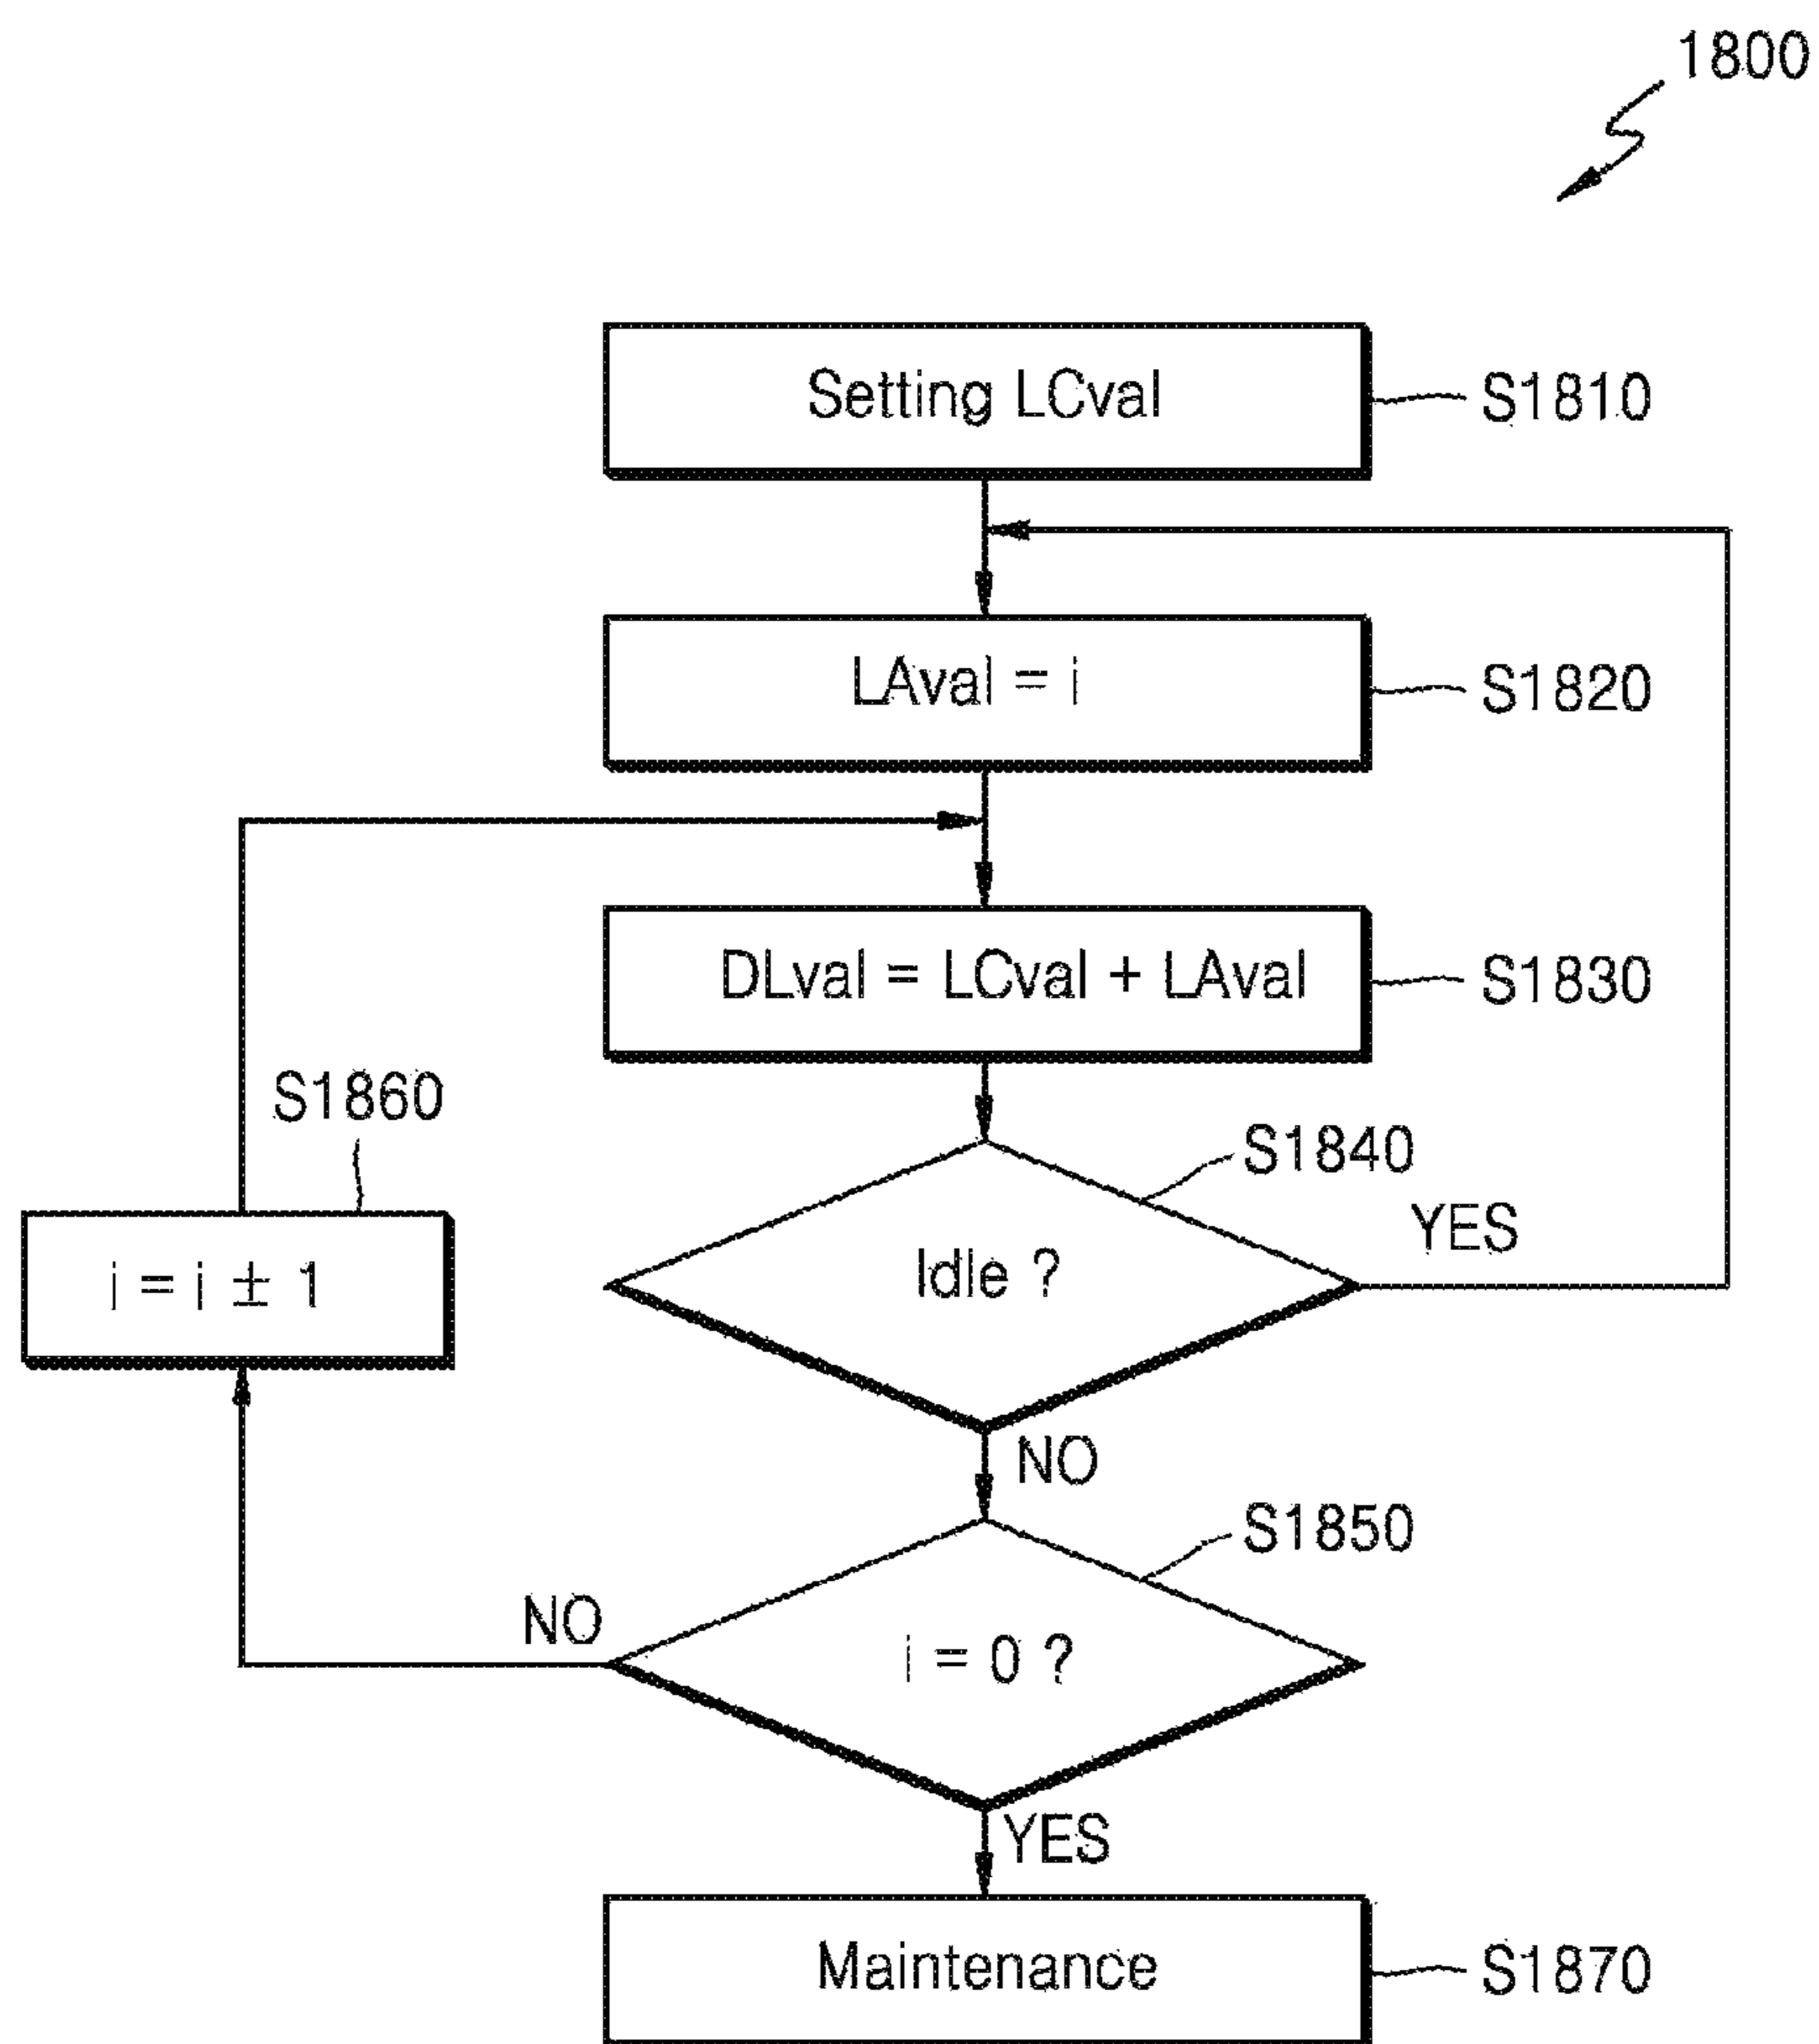 1800
Setting LCval
S1810
LAval = i
S1820
DLval = LCval + LAval
S1830
S1860
S1840
YES
i = i ± 1
Idle ?
NO
S1850
NO
i = 0 ?
YES
Maintenance
S1870